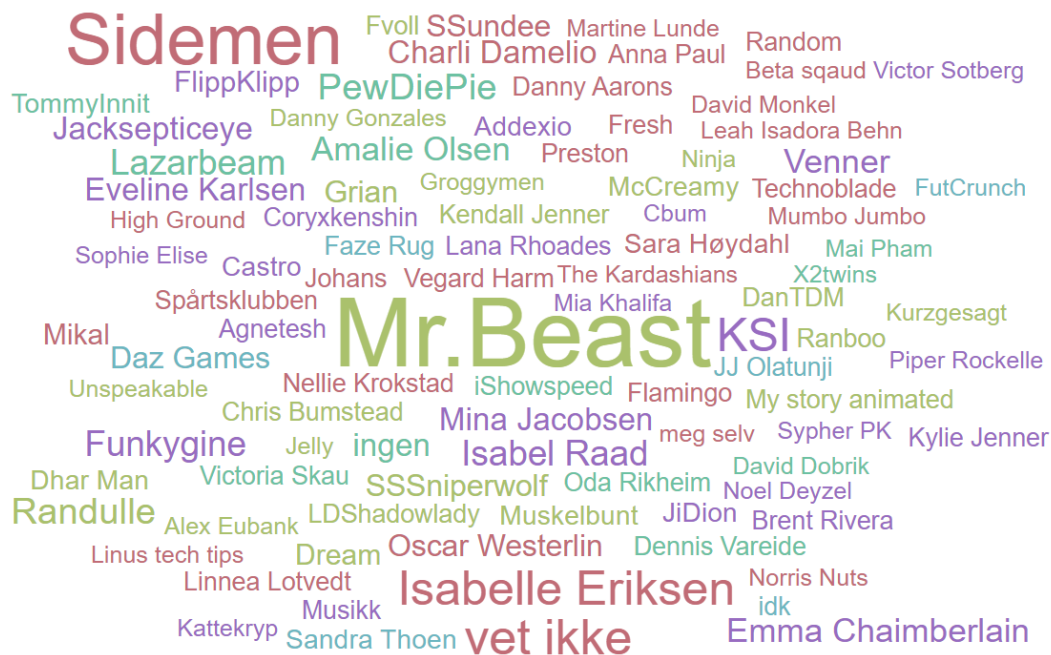 Sidemen
Fvoll
SSundee
Martine Lunde
Charli Damelio
Anna Paul
Random
FlippKlipp
PewDiePie
Danny Aarons
Beta sqaud
Victor Sotberg
TommyInnit
Jacksepticeye
Danny Gonzales
Addexio
Fresh
David Monkel
Leah Isadora Behn
Lazarbeam
Amalie Olsen
Preston
Ninja
Venner
Eveline Karlsen
Grian
Groggymen
McCreamy
Technoblade
FutCrunch
High Ground
Coryxkenshin
Kendall Jenner
Cbum
Mumbo Jumbo
Sophie Elise
Castro
Faze Rug
Lana Rhoades
Sara Høydahl
Mai Pham
Johans
Vegard Harm
The Kardashians
X2twins
Spårtsklubben
Mia Khalifa
DanTDM
Kurzgesagt
Mikal
Agnetesh
Mr.Beast
KSI
Ranboo
Daz Games
JJ Olatunji
Piper Rockelle
Unspeakable
Nellie Krokstad
iShowspeed
Flamingo
My story animated
Chris Bumstead
Mina Jacobsen
Funkygine
Jelly
ingen
Isabel Raad
meg selv
Sypher PK
Kylie Jenner
Dhar Man
Victoria Skau
SSSniperwolf
Oda Rikheim
David Dobrik
Noel Deyzel
Randulle
Alex Eubank
LDShadowlady
Muskelbunt
JiDion
Brent Rivera
Linus tech tips
Dream
Oscar Westerlin
Dennis Vareide
Linnea Lotvedt
Isabelle Eriksen
Norris Nuts
Musikk
idk
Kattekryp
Sandra Thoen
vet ikke
Emma Chaimberlain